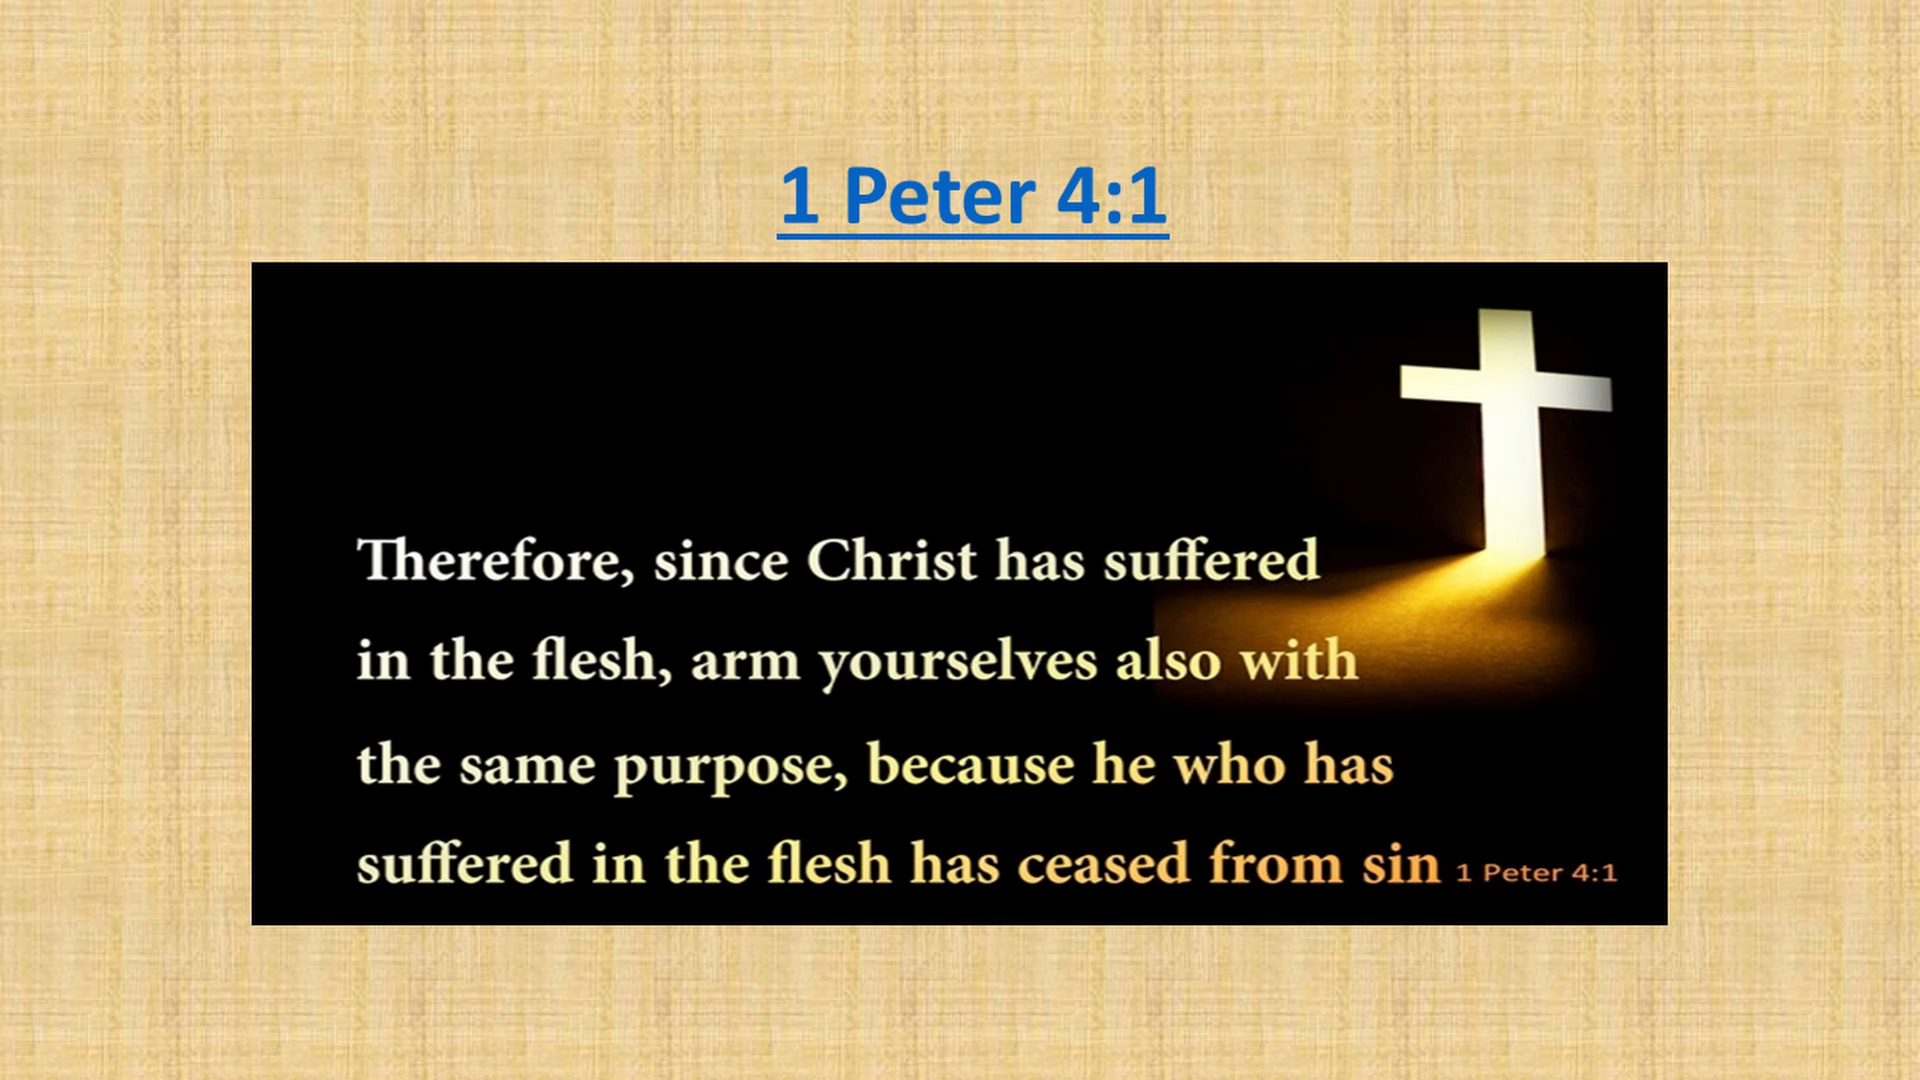 1 Peter 4:1
Therefore, since Christ has suffered
in the flesh, arm yourselves also with
the same purpose, because he who has
suffered in the flesh has ceased from sin 1 Peter 4:1